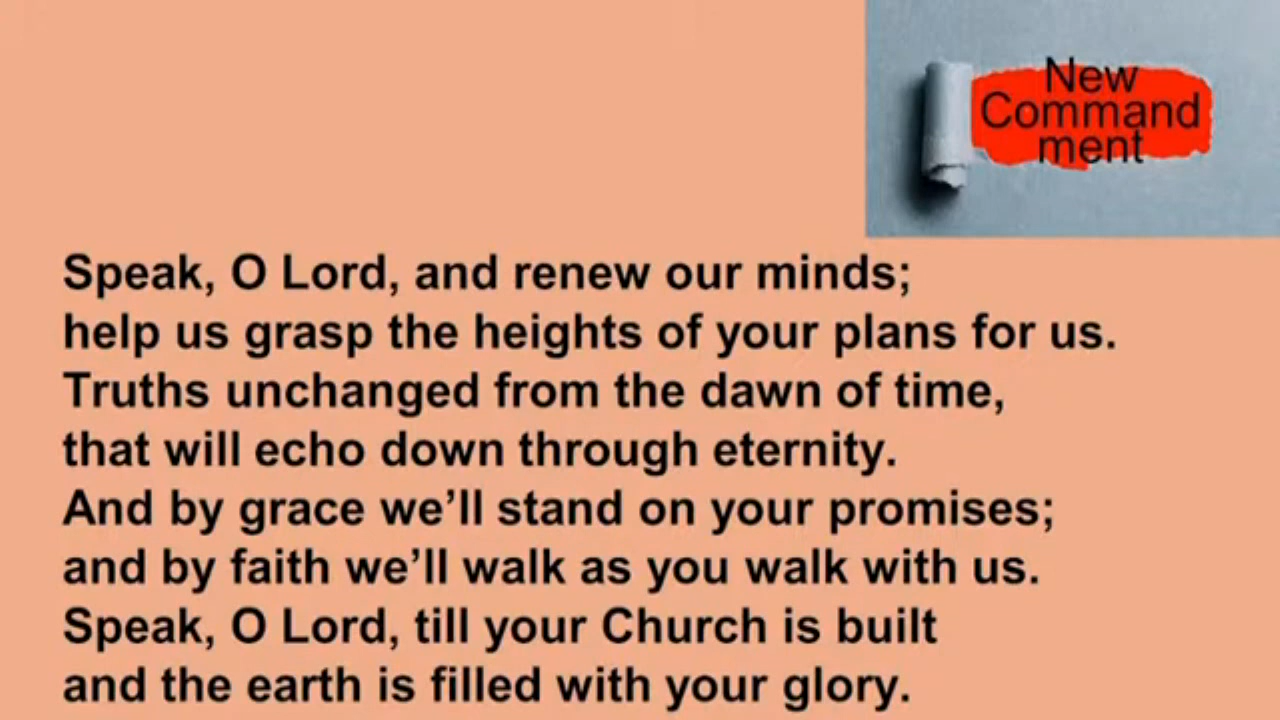 New
Command
ment
Speak, O Lord, and renew our minds;
help us grasp the heights of your plans for us.
Truths unchanged from the dawn of time,
that will echo down through eternity.
And by grace we’ll stand on your promises;
and by faith we’ll walk as you walk with us.
Speak, O Lord, till your Church is built
and the earth is filled with your glory.